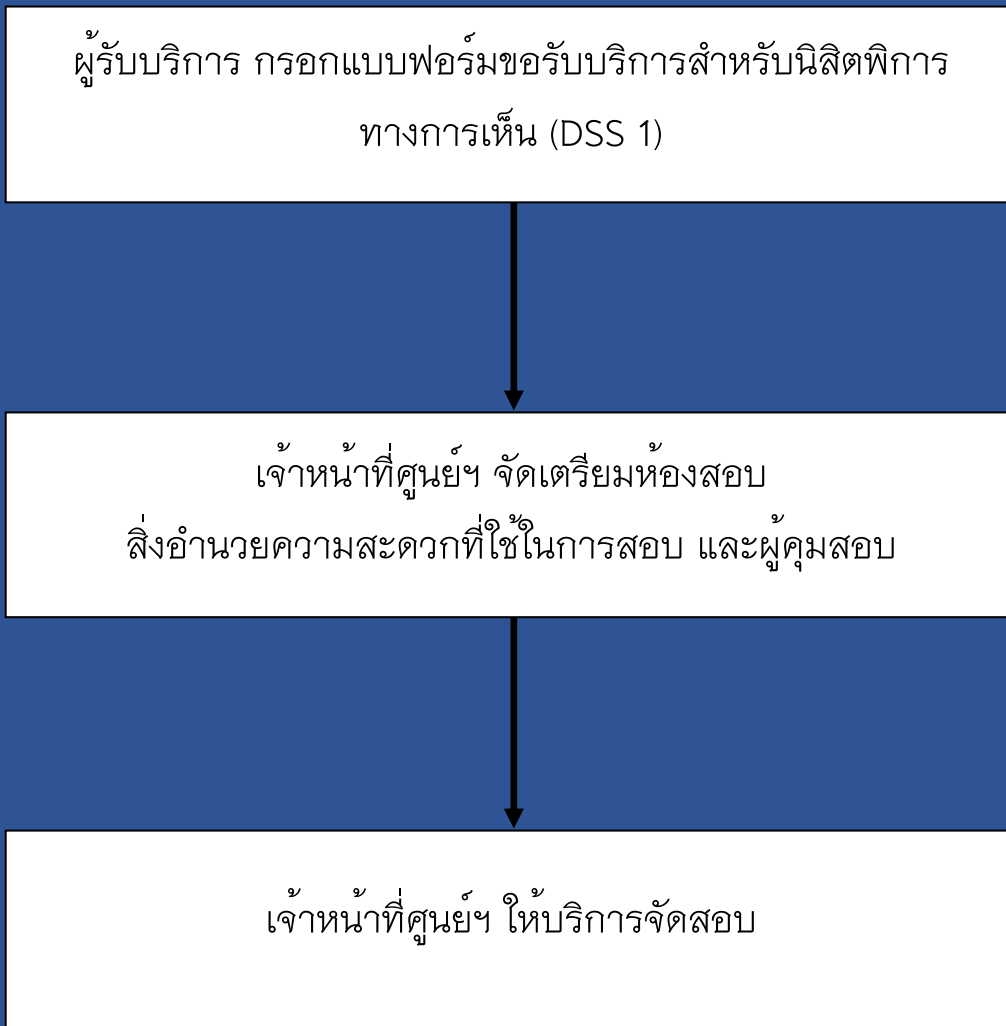 ผู้รับบริการ กรอกแบบฟอร์มขอรับบริการสำหรับนิสิตพิการ
ทางการเห็น (DSS 1)
เจ้าหน้าที่ศูนย์ฯ จัดเตรียมห้องสอบ
สิ่งอำนวยความสะดวกที่ใช้ในการสอบ และผู้คุมสอบ
เจ้าหน้าที่ศูนย์ฯ ให้บริการจัดสอบ